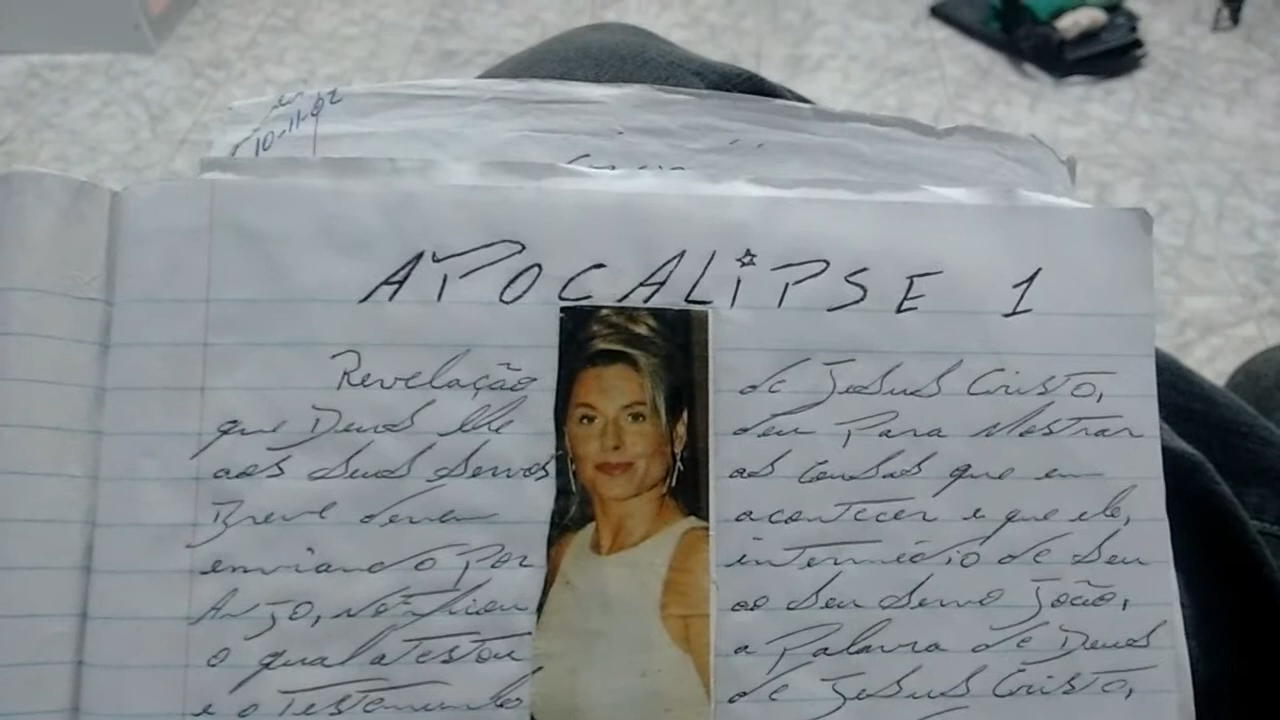 10-11-02
APOCALIPSE 1
Revelação de Jesus Cristo,
que Deus lhe deu Para Mostrar
aos seus servos as cousas que em
Breve devem acontecer e que ele,
enviando Por intermédio de seu
Anjo, notificou ao seu servo João,
o qual atestou a Palavra de Deus
e o Testemunho de Jesus Cristo,